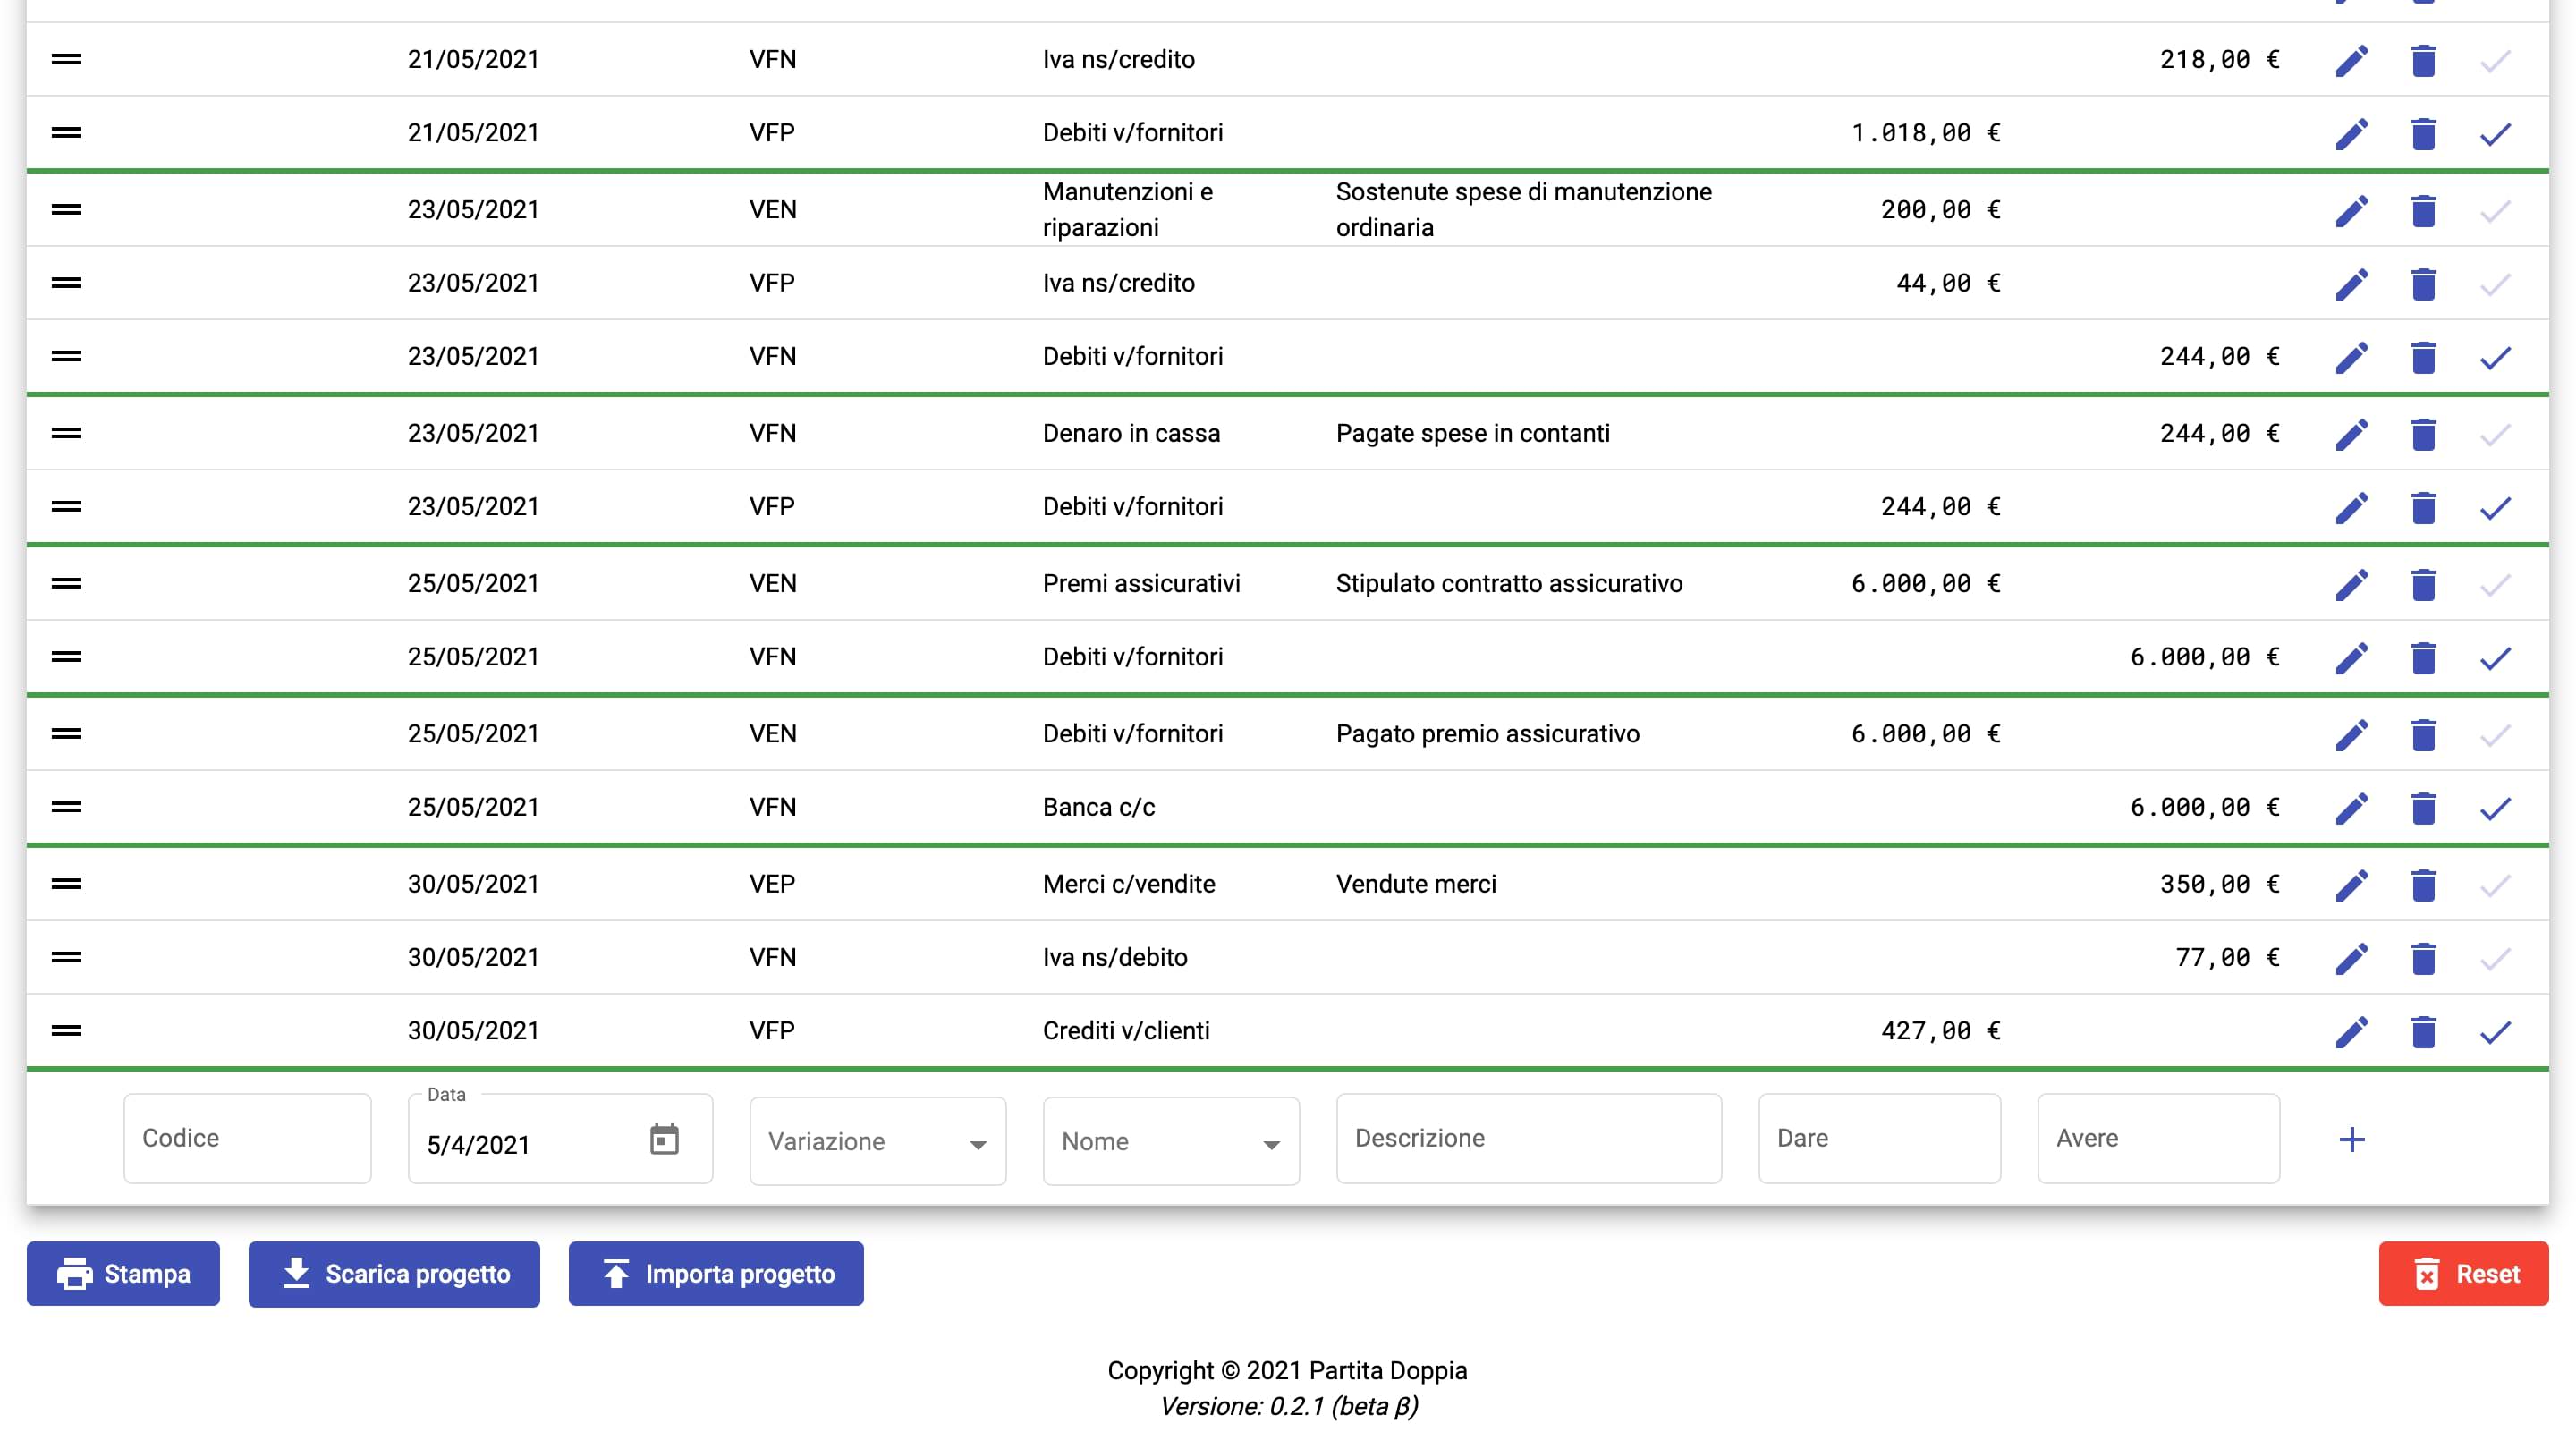 21/05/2021 VFN Iva ns/credito 218,00 €
21/05/2021 VFP Debiti v/fornitori 1.018,00 €
23/05/2021 VEN Manutenzioni e riparazioni Sostenute spese di manutenzione ordinaria 200,00 €
23/05/2021 VFP Iva ns/credito 44,00 €
23/05/2021 VFN Debiti v/fornitori 244,00 €
23/05/2021 VFN Denaro in cassa Pagate spese in contanti 244,00 €
23/05/2021 VFP Debiti v/fornitori 244,00 €
25/05/2021 VEN Premi assicurativi Stipulato contratto assicurativo 6.000,00 €
25/05/2021 VFN Debiti v/fornitori 6.000,00 €
25/05/2021 VEN Debiti v/fornitori Pagato premio assicurativo 6.000,00 €
25/05/2021 VFN Banca c/c 6.000,00 €
30/05/2021 VEP Merci c/vendite Vendute merci 350,00 €
30/05/2021 VFN Iva ns/debito 77,00 €
30/05/2021 VFP Crediti v/clienti 427,00 €
Data
Codice 5/4/2021 Variazione Nome Descrizione Dare Avere
Stampa Scarica progetto Importa progetto Reset
Copyright © 2021 Partita Doppia
Versione: 0.2.1 (beta β)